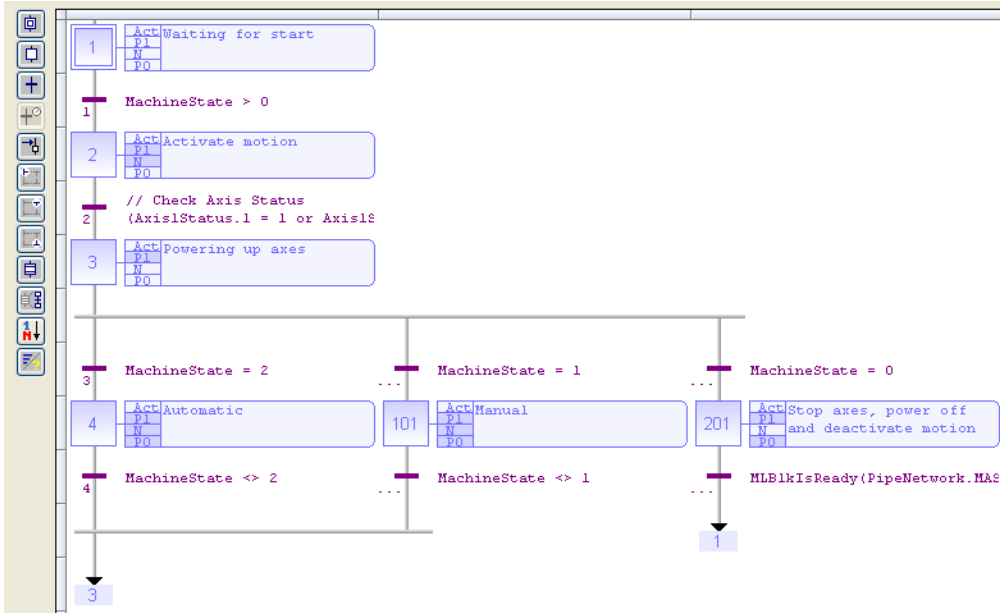 1
Act Waiting for start
P1
N
P0
1 MachineState > 0
2
Act Activate motion
P1
N
P0
// Check Axis Status
2 (Axis1Status.1 = 1 or Axis1S
3
Act Powering up axes
P1
N
P0
3 MachineState = 2
... MachineState = 1
... MachineState = 0
4
Act Automatic
P1
N
P0
101
Act Manual
P1
N
P0
201
Act Stop axes, power off
P1
N and deactivate motion
P0
4 MachineState <> 2
... MachineState <> 1
... MLBlkIsReady(PipeNetwork.MAS
1
3
1
N